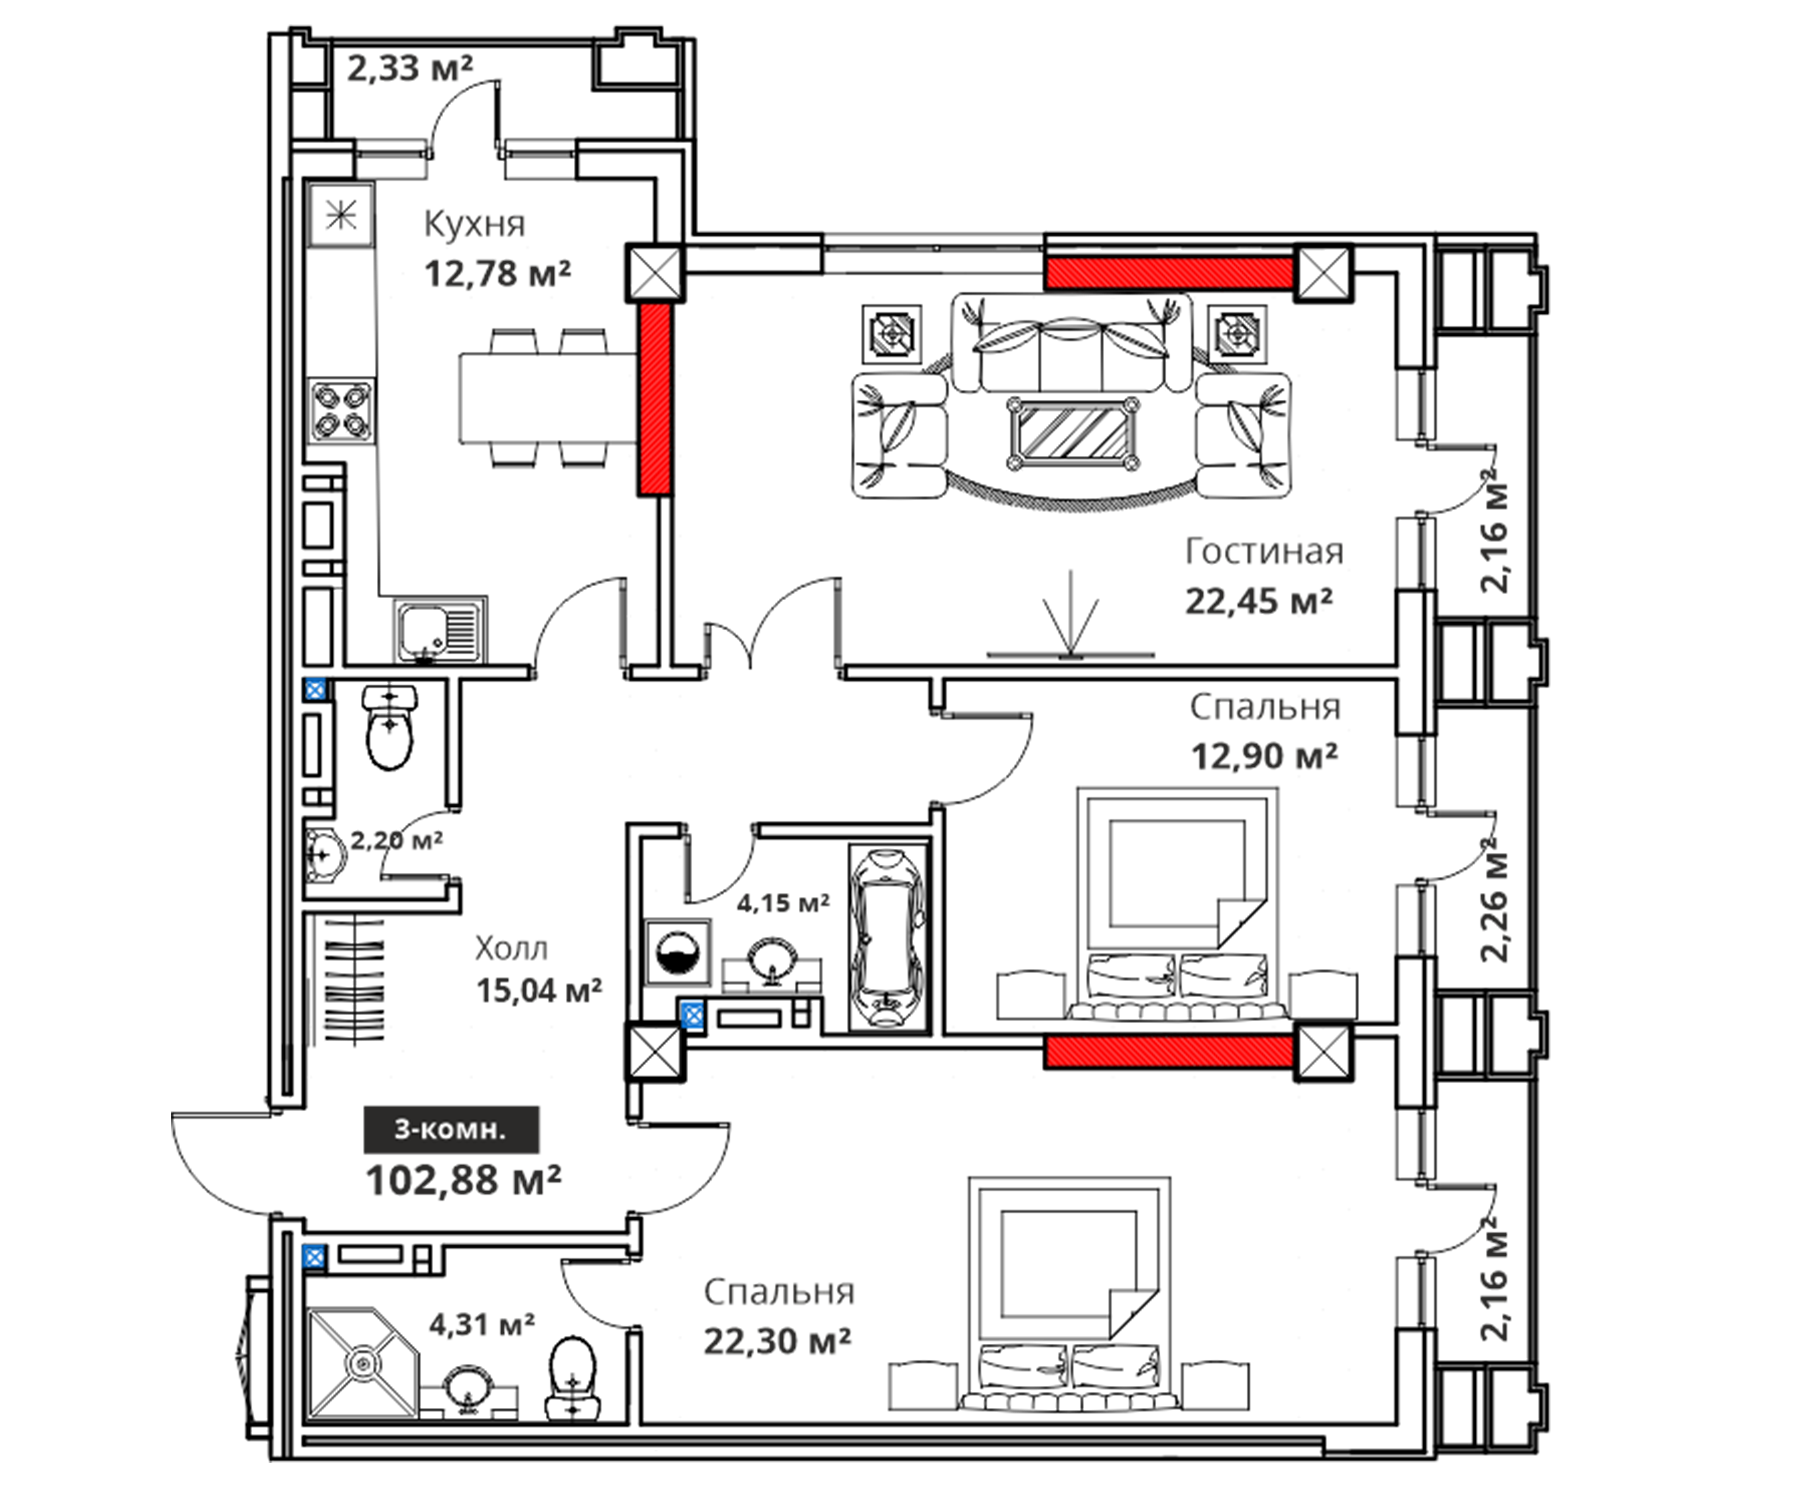 2,33 м²
Кухня
12,78 м²
Гостиная
22,45 м²
2,16 м²
Спальня
12,90 м²
2,26 м²
2,20 м²
4,15 м²
Холл
15,04 м²
3-комн.
102,88 м²
Спальня
22,30 м²
2,16 м²
4,31 м²